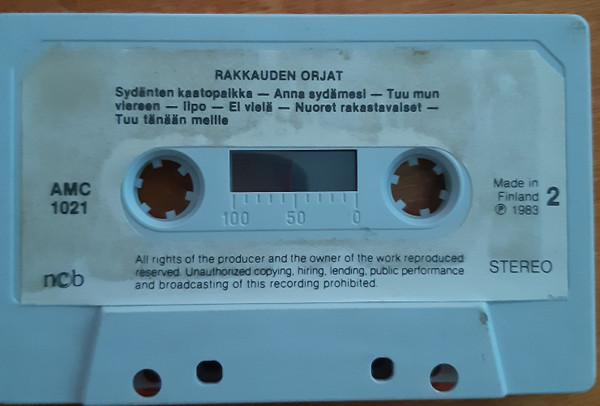 RAKKAUDEN ORJAT
Sydänten kaatopaikka — Anna sydämesi — Tuu mun
viereen — Iipo — Ei vielä — Nuoret rakastavaiset —
Tuu tänään meille
AMC
1021
100 50 0
Made in
Finland
℗ 1983
2
ncb
All rights of the producer and the owner of the work reproduced
reserved. Unauthorized copying, hiring, lending, public performance
and broadcasting of this recording prohibited.
STEREO